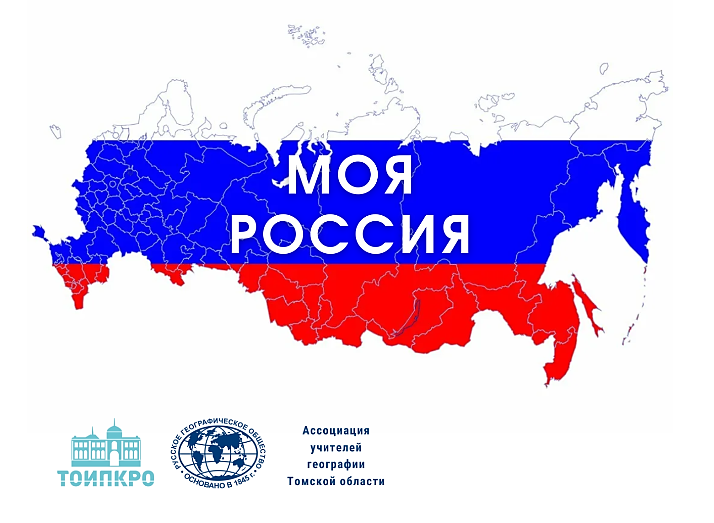 МОЯ
РОССИЯ
ТОИПКРО
РУССКОЕ ГЕОГРАФИЧЕСКОЕ ОБЩЕСТВО
• ОСНОВАНО В 1845 г. •
Ассоциация
учителей
географии
Томской области